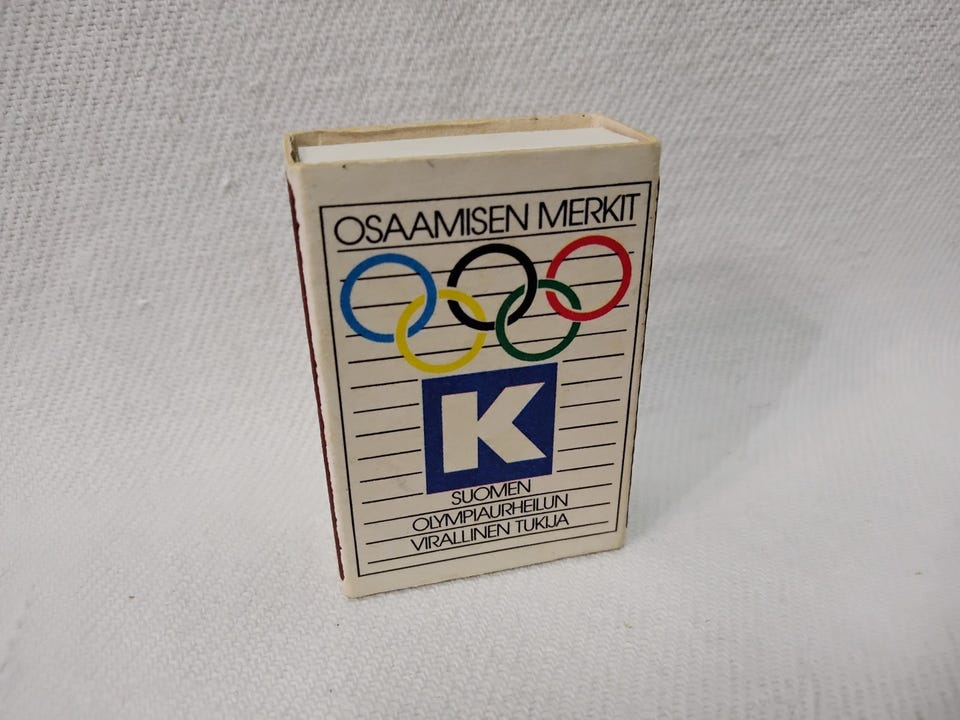 OSAAMISEN MERKIT
K
SUOMEN
OLYMPIAURHEILUN
VIRALLINEN TUKIJA